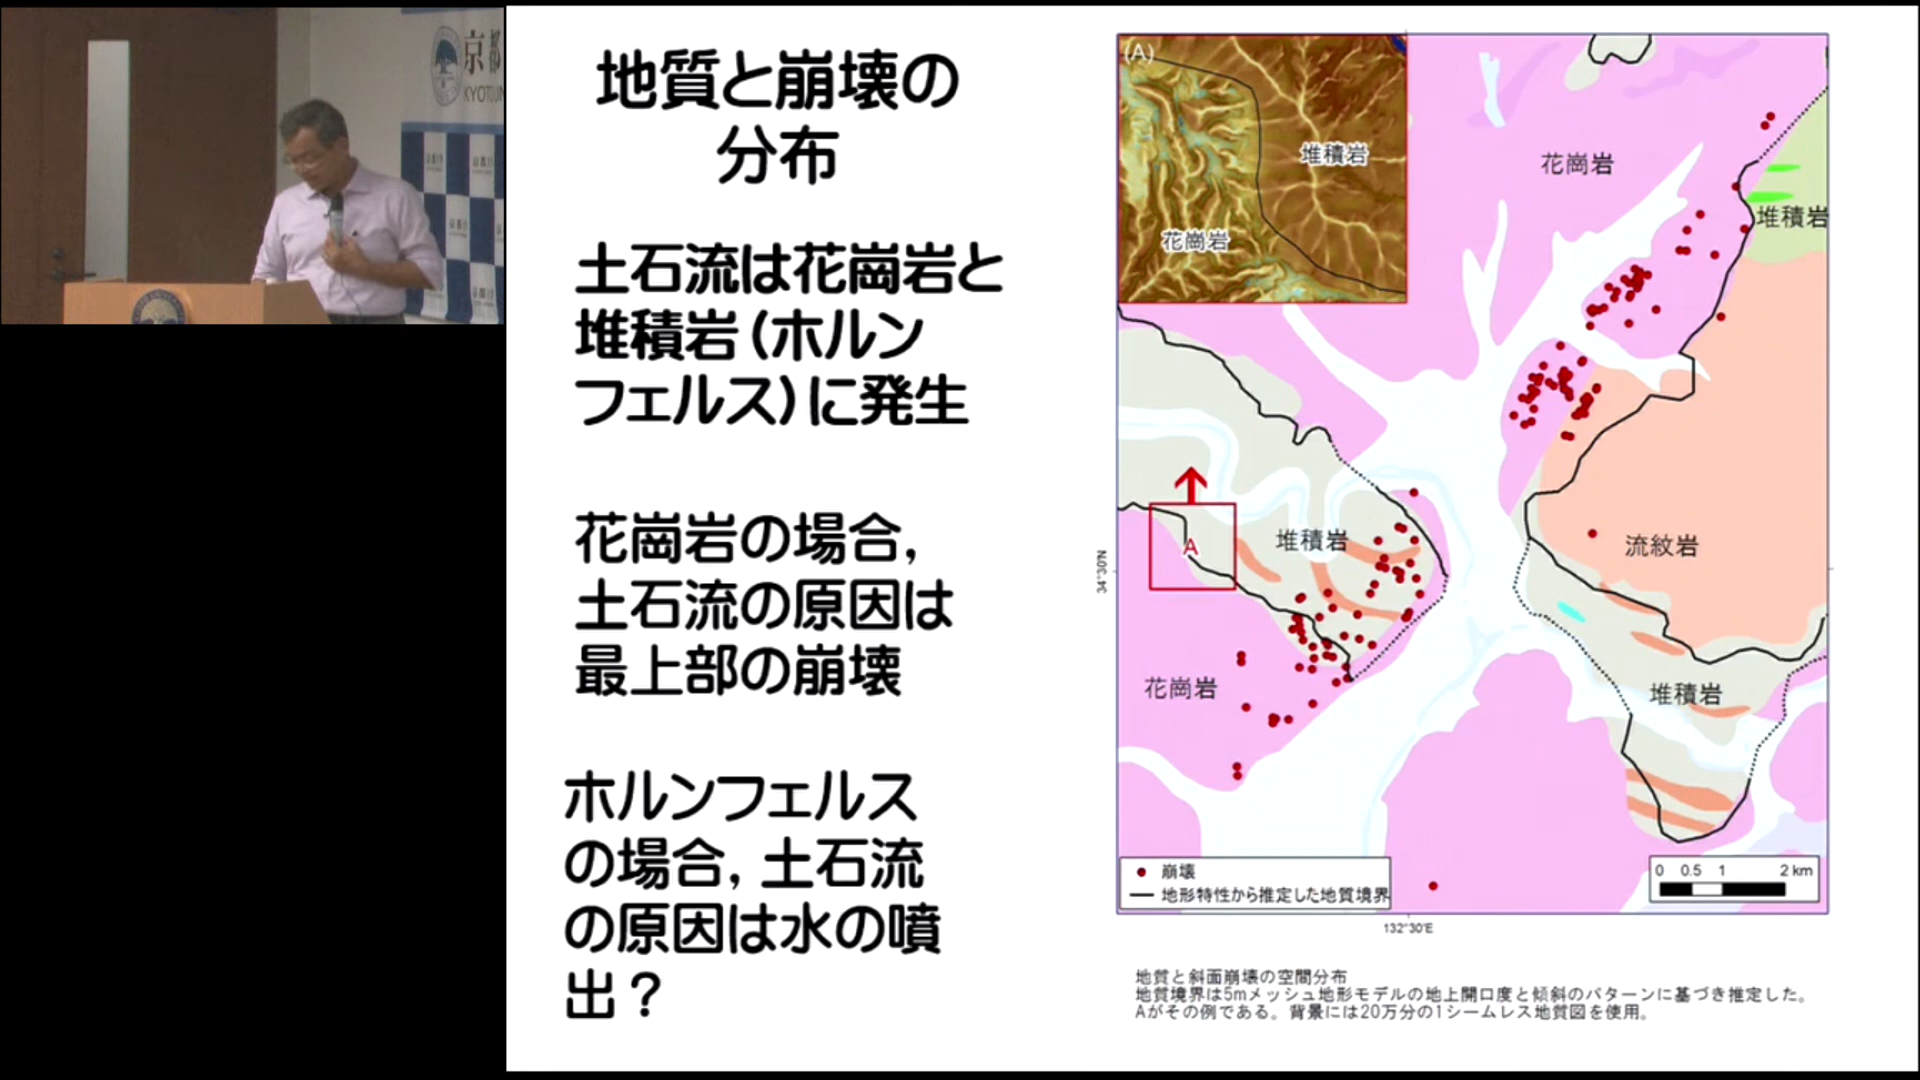 京都
KYOTO
地質と崩壊の
分布
土石流は花崗岩と
堆積岩(ホルン
フェルス)に発生
花崗岩の場合,
土石流の原因は
最上部の崩壊
ホルンフェルス
の場合, 土石流
の原因は水の噴
出？
(A)
堆積岩
花崗岩
花崗岩
堆積岩
堆積岩
A
流紋岩
花崗岩
堆積岩
34°30'N
崩壊
地形特性から推定した地質境界
0 0.5 1 2 km
132°30'E
地質と斜面崩壊の空間分布
地質境界は5mメッシュ地形モデルの地上開口度と傾斜のパターンに基づき推定した。
Aがその例である。背景には20万分の1シームレス地質図を使用。